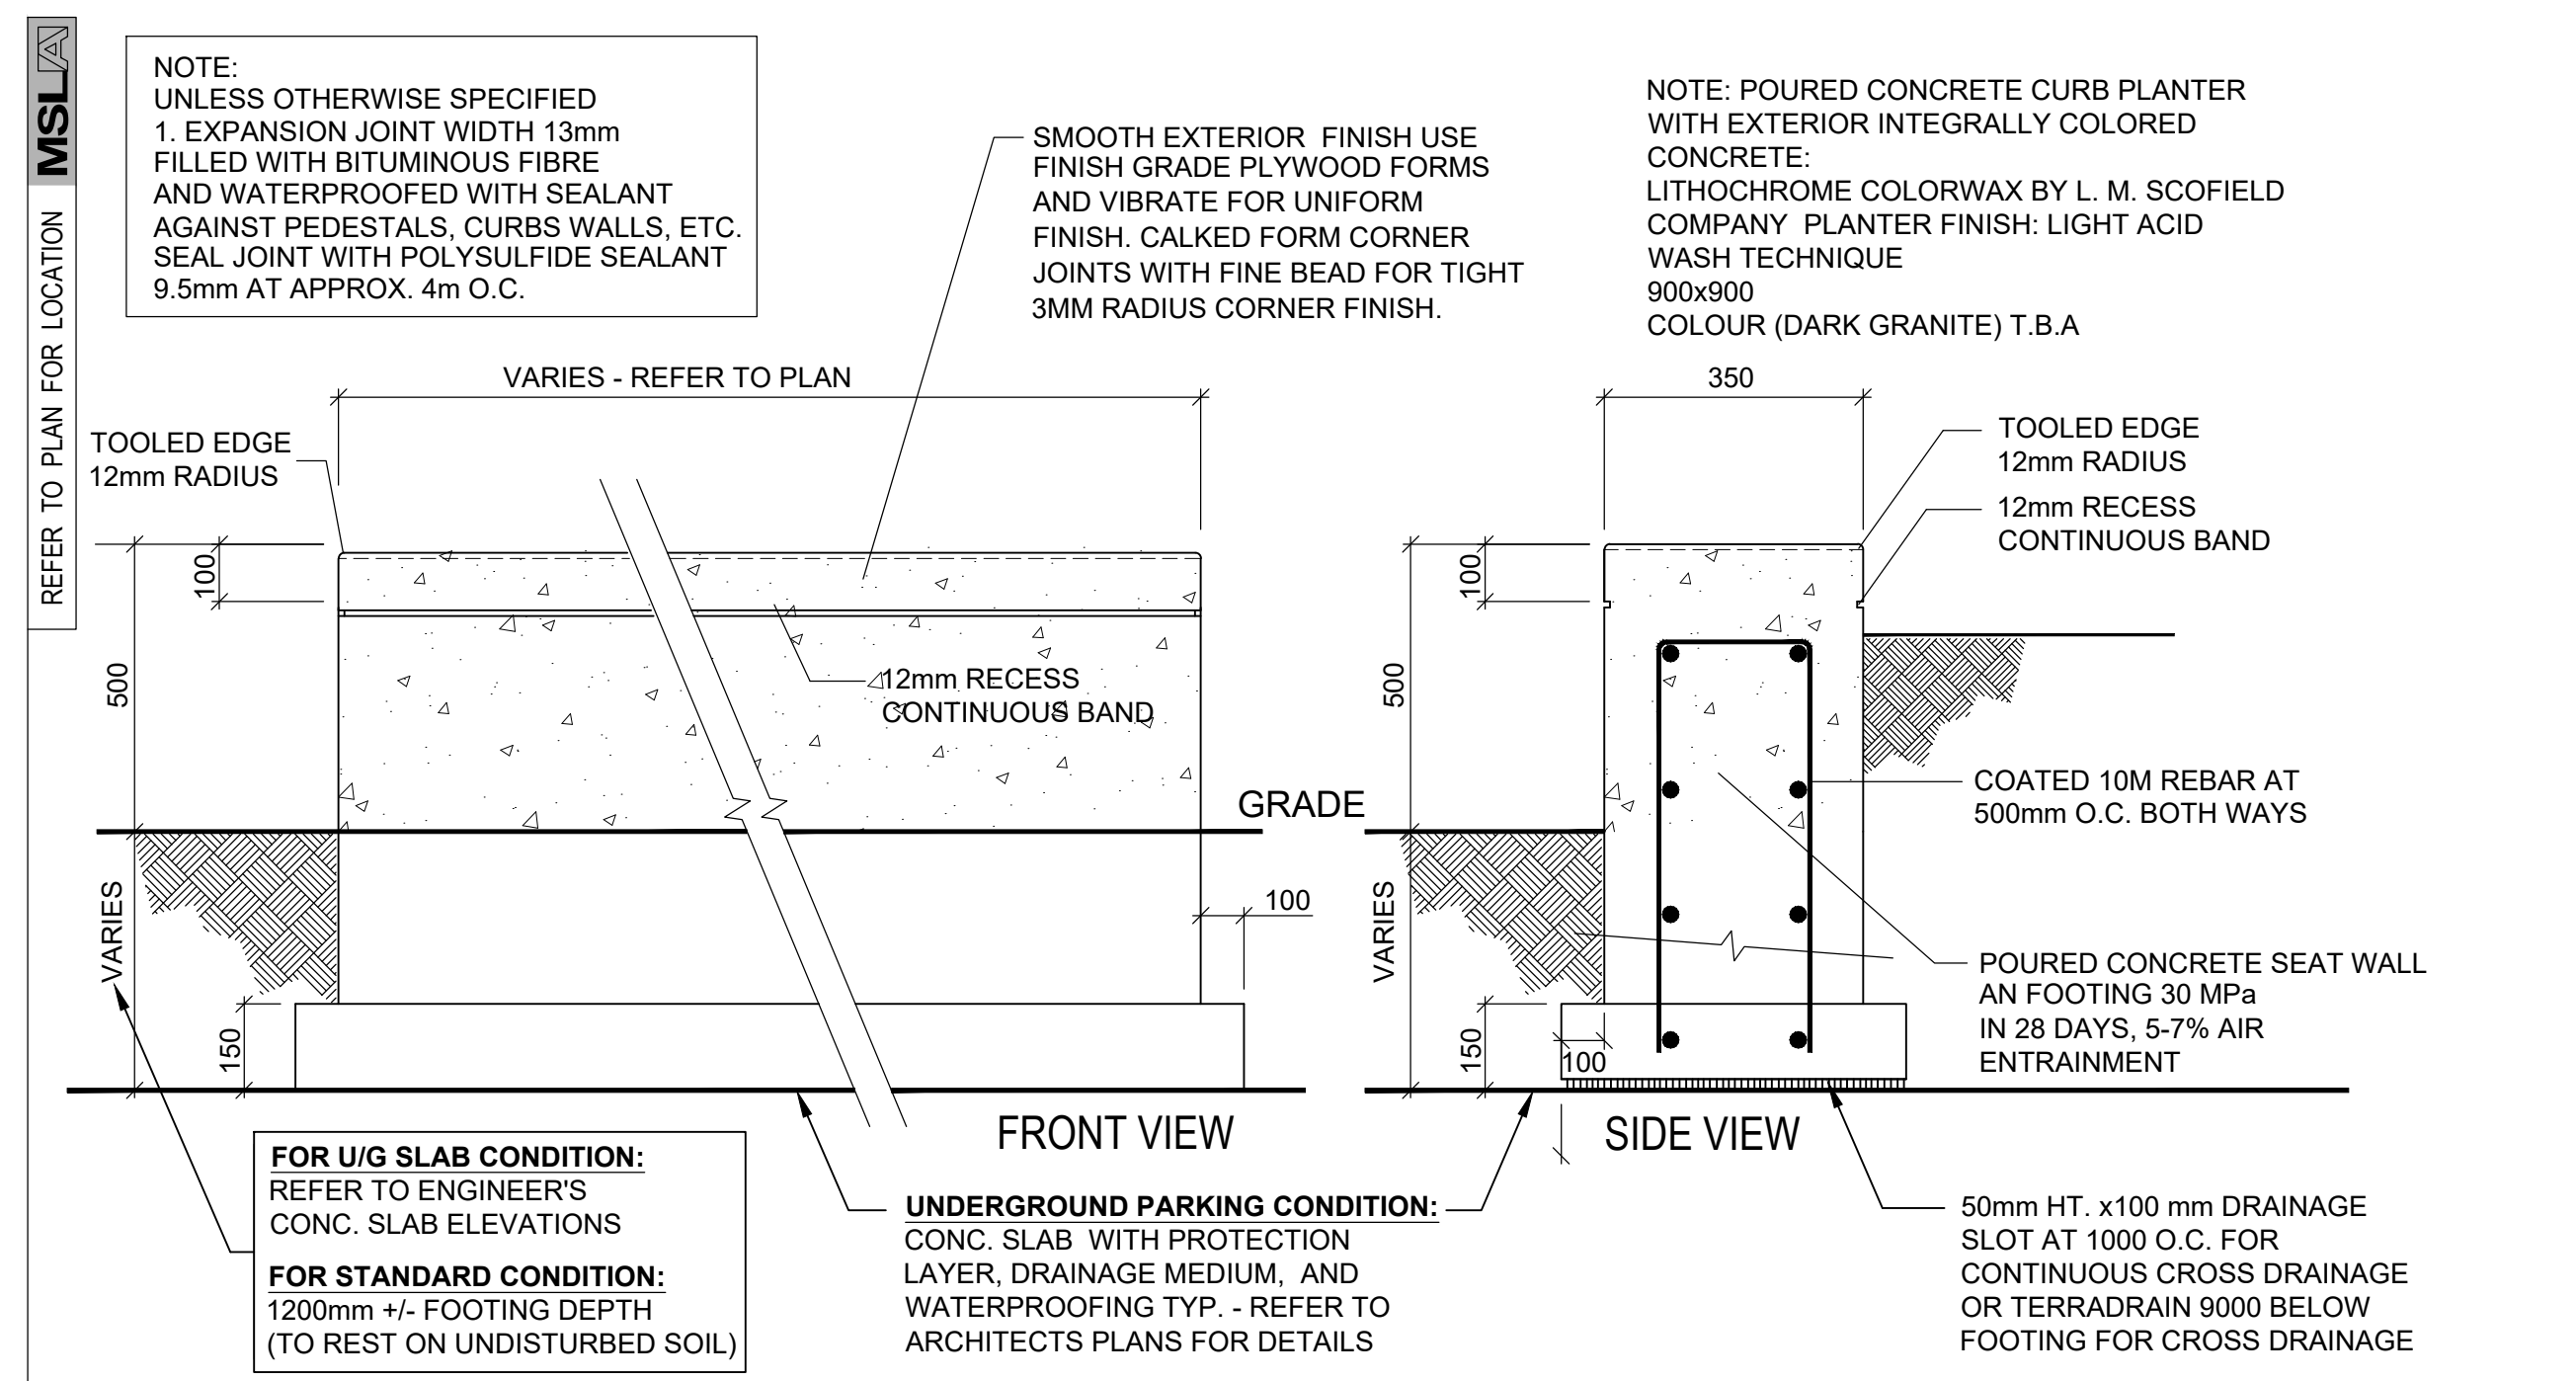 MSLA
REFER TO PLAN FOR LOCATION
NOTE:
UNLESS OTHERWISE SPECIFIED
1. EXPANSION JOINT WIDTH 13mm
FILLED WITH BITUMINOUS FIBRE
AND WATERPROOFED WITH SEALANT
AGAINST PEDESTALS, CURBS WALLS, ETC.
SEAL JOINT WITH POLYSULFIDE SEALANT
9.5mm AT APPROX. 4m O.C.
SMOOTH EXTERIOR FINISH USE
FINISH GRADE PLYWOOD FORMS
AND VIBRATE FOR UNIFORM
FINISH. CALKED FORM CORNER
JOINTS WITH FINE BEAD FOR TIGHT
3MM RADIUS CORNER FINISH.
NOTE: POURED CONCRETE CURB PLANTER
WITH EXTERIOR INTEGRALLY COLORED
CONCRETE:
LITHOCHROME COLORWAX BY L. M. SCOFIELD
COMPANY PLANTER FINISH: LIGHT ACID
WASH TECHNIQUE
900x900
COLOUR (DARK GRANITE) T.B.A
VARIES - REFER TO PLAN
TOOLED EDGE
12mm RADIUS
100
500
12mm RECESS
CONTINUOUS BAND
GRADE
VARIES
150
100
FRONT VIEW
350
TOOLED EDGE
12mm RADIUS
12mm RECESS
CONTINUOUS BAND
100
500
COATED 10M REBAR AT
500mm O.C. BOTH WAYS
VARIES
150
100
POURED CONCRETE SEAT WALL
AN FOOTING 30 MPa
IN 28 DAYS, 5-7% AIR
ENTRAINMENT
SIDE VIEW
FOR U/G SLAB CONDITION:
REFER TO ENGINEER'S
CONC. SLAB ELEVATIONS
FOR STANDARD CONDITION:
1200mm +/- FOOTING DEPTH
(TO REST ON UNDISTURBED SOIL)
UNDERGROUND PARKING CONDITION:
CONC. SLAB WITH PROTECTION
LAYER, DRAINAGE MEDIUM, AND
WATERPROOFING TYP. - REFER TO
ARCHITECTS PLANS FOR DETAILS
50mm HT. x100 mm DRAINAGE
SLOT AT 1000 O.C. FOR
CONTINUOUS CROSS DRAINAGE
OR TERRADRAIN 9000 BELOW
FOOTING FOR CROSS DRAINAGE